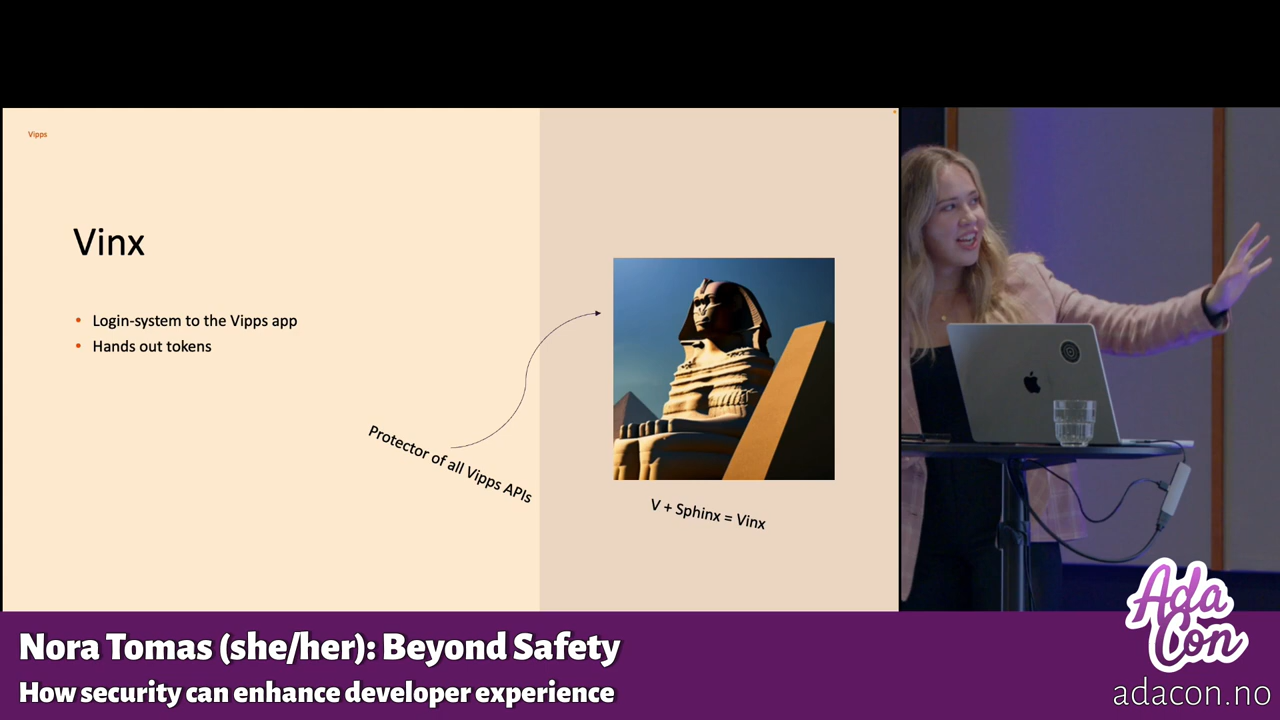 Vipps
Vinx
• Login-system to the Vipps app
• Hands out tokens
Protector of all Vipps APIs
V + Sphinx = Vinx
Nora Tomas (she/her): Beyond Safety
How security can enhance developer experience
Ada
Con
adacon.no